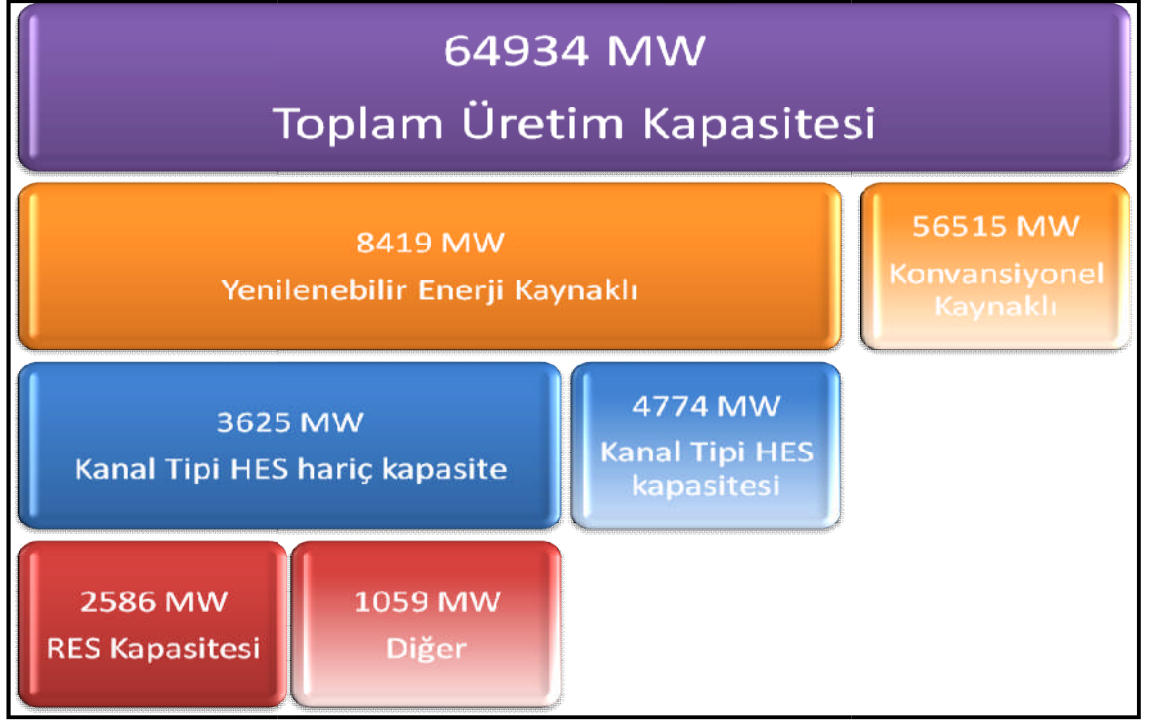 64934 MW
Toplam Üretim Kapasitesi
8419 MW
Yenilenebilir Enerji Kaynaklı
56515 MW
Konvansiyonel
Kaynaklı
3625 MW
Kanal Tipi HES hariç kapasite
4774 MW
Kanal Tipi HES
kapasitesi
2586 MW
RES Kapasitesi
1059 MW
Diğer